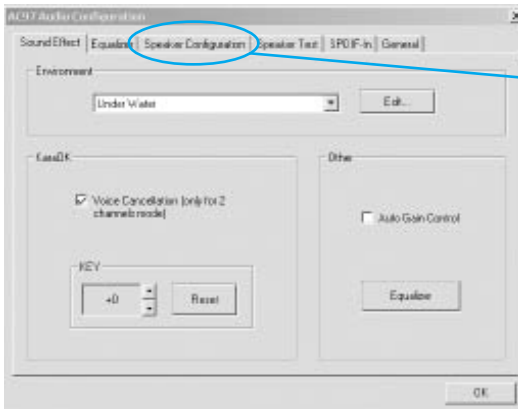 AC97 Audio Configuration
Sound Effect Equalizer Speaker Configuration Speaker Test SPDIF-In General
Environment
Under Water
Edit...
KaraOK
Other
Voice Cancellation (only for 2
channels mode)
Auto Gain Control
KEY
+0
Reset
Equalizer
OK